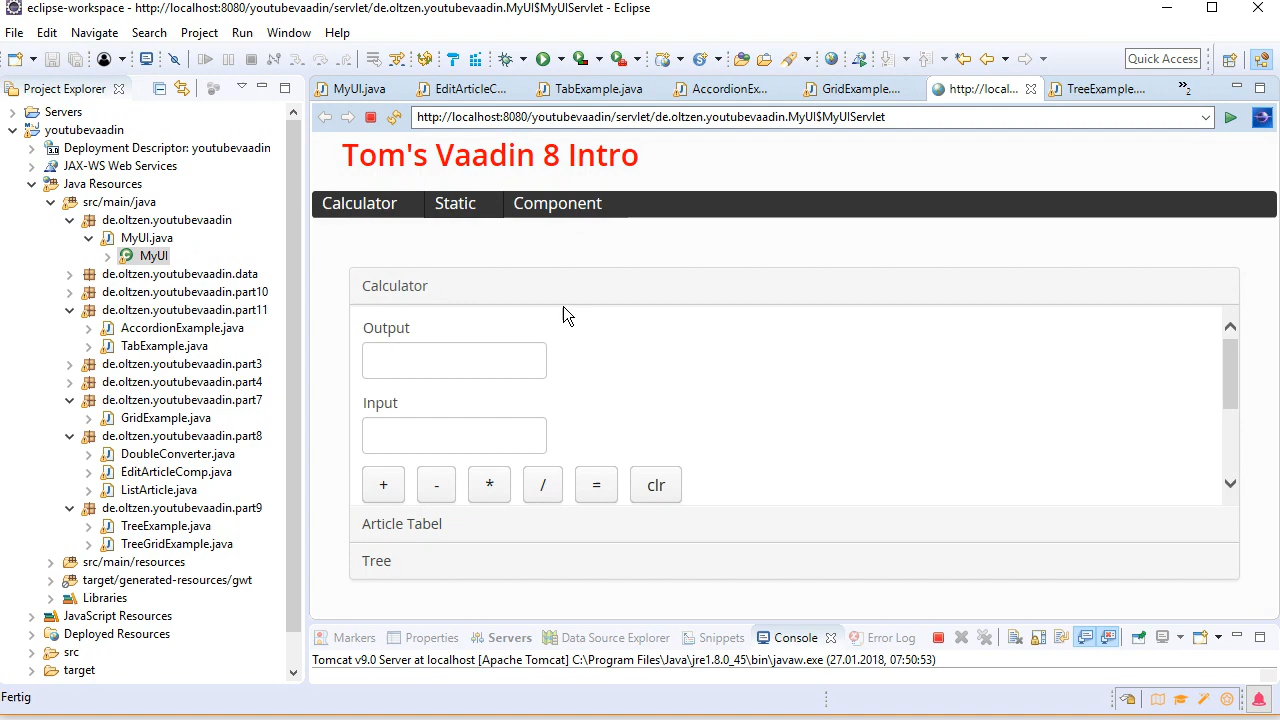 eclipse-workspace - http://localhost:8080/youtubevaadin/servlet/de.oltzen.youtubevaadin.MyUI$MyUIServlet - Eclipse
File Edit Navigate Search Project Run Window Help
Quick Access
Project Explorer
MyUI.java EditArticleC... TabExample.java AccordionEx... GridExample.... http://local... TreeExample.... »2
http://localhost:8080/youtubevaadin/servlet/de.oltzen.youtubevaadin.MyUI$MyUIServlet
Servers
youtubevaadin
Deployment Descriptor: youtubevaadin
JAX-WS Web Services
Java Resources
src/main/java
de.oltzen.youtubevaadin
MyUI.java
MyUI
de.oltzen.youtubevaadin.data
de.oltzen.youtubevaadin.part10
de.oltzen.youtubevaadin.part11
AccordionExample.java
TabExample.java
de.oltzen.youtubevaadin.part3
de.oltzen.youtubevaadin.part4
de.oltzen.youtubevaadin.part7
GridExample.java
de.oltzen.youtubevaadin.part8
DoubleConverter.java
EditArticleComp.java
ListArticle.java
de.oltzen.youtubevaadin.part9
TreeExample.java
TreeGridExample.java
src/main/resources
target/generated-resources/gwt
Libraries
JavaScript Resources
Deployed Resources
src
target
Tom's Vaadin 8 Intro
Calculator Static Component
Calculator
Output
Input
+ - * / = clr
Article Tabel
Tree
Markers Properties Servers Data Source Explorer Snippets Console Error Log
Tomcat v9.0 Server at localhost [Apache Tomcat] C:\Program Files\Java\jre1.8.0_45\bin\javaw.exe (27.01.2018, 07:50:53)
Fertig